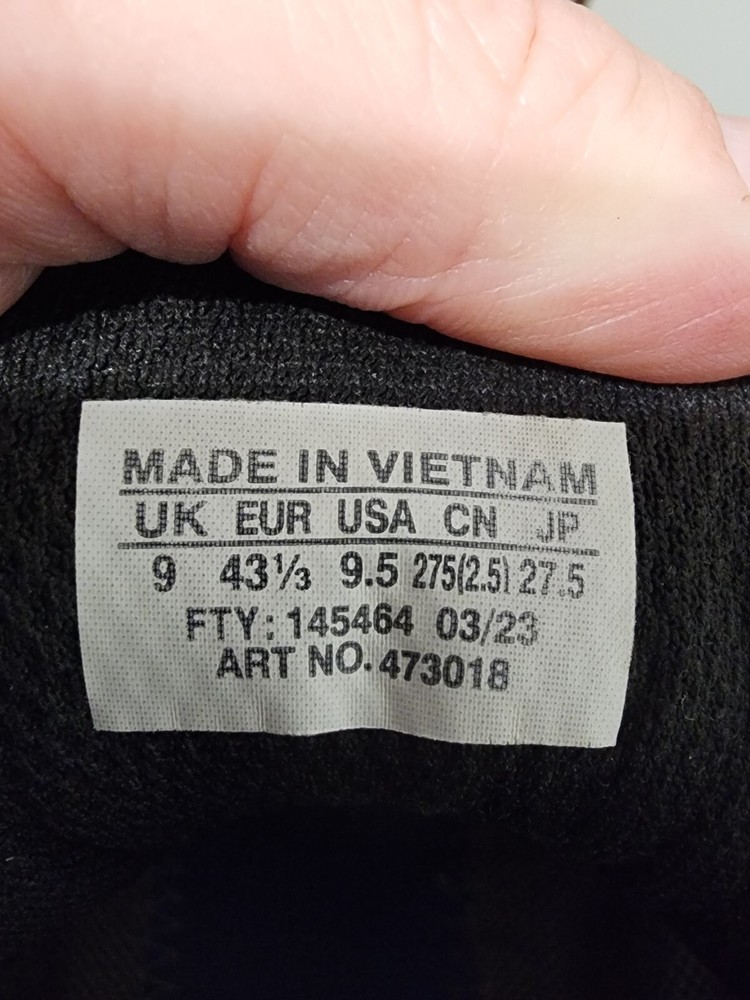 MADE IN VIETNAM
UK EUR USA CN JP
9 43⅓ 9.5 275(2.5) 27.5
FTY: 145464 03/23
ART NO. 473018